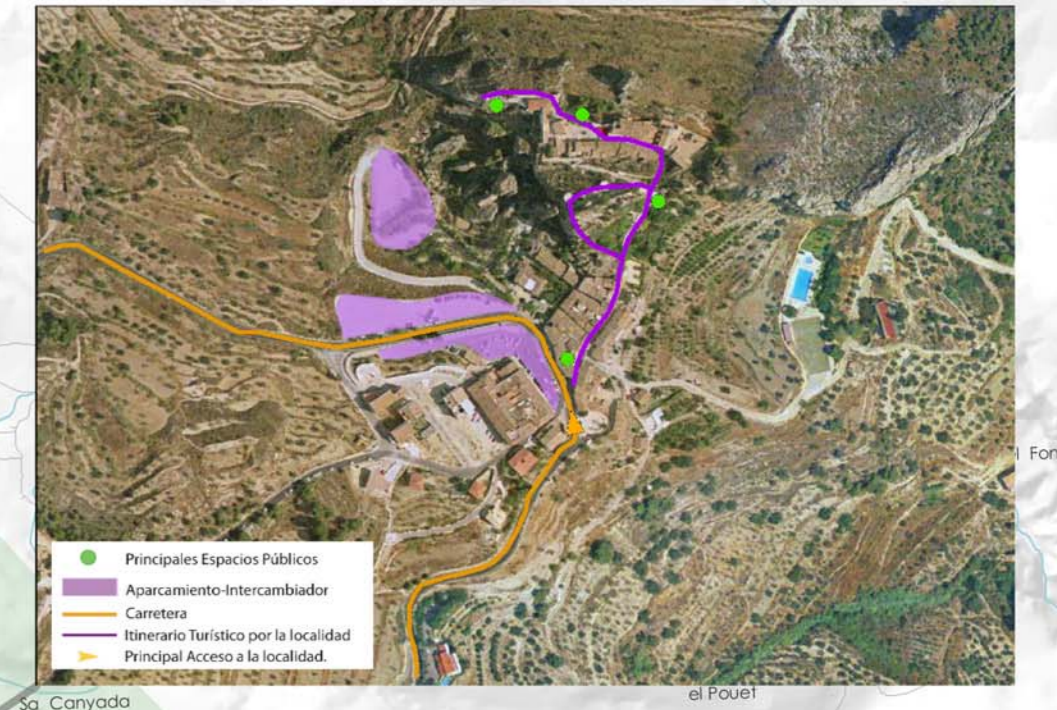 Principales Espacios Públicos
Aparcamiento-Intercambiador
Carretera
Itinerario Turístico por la localidad
Principal Acceso a la localidad.
Fon
Sa Canyada
el Pouet